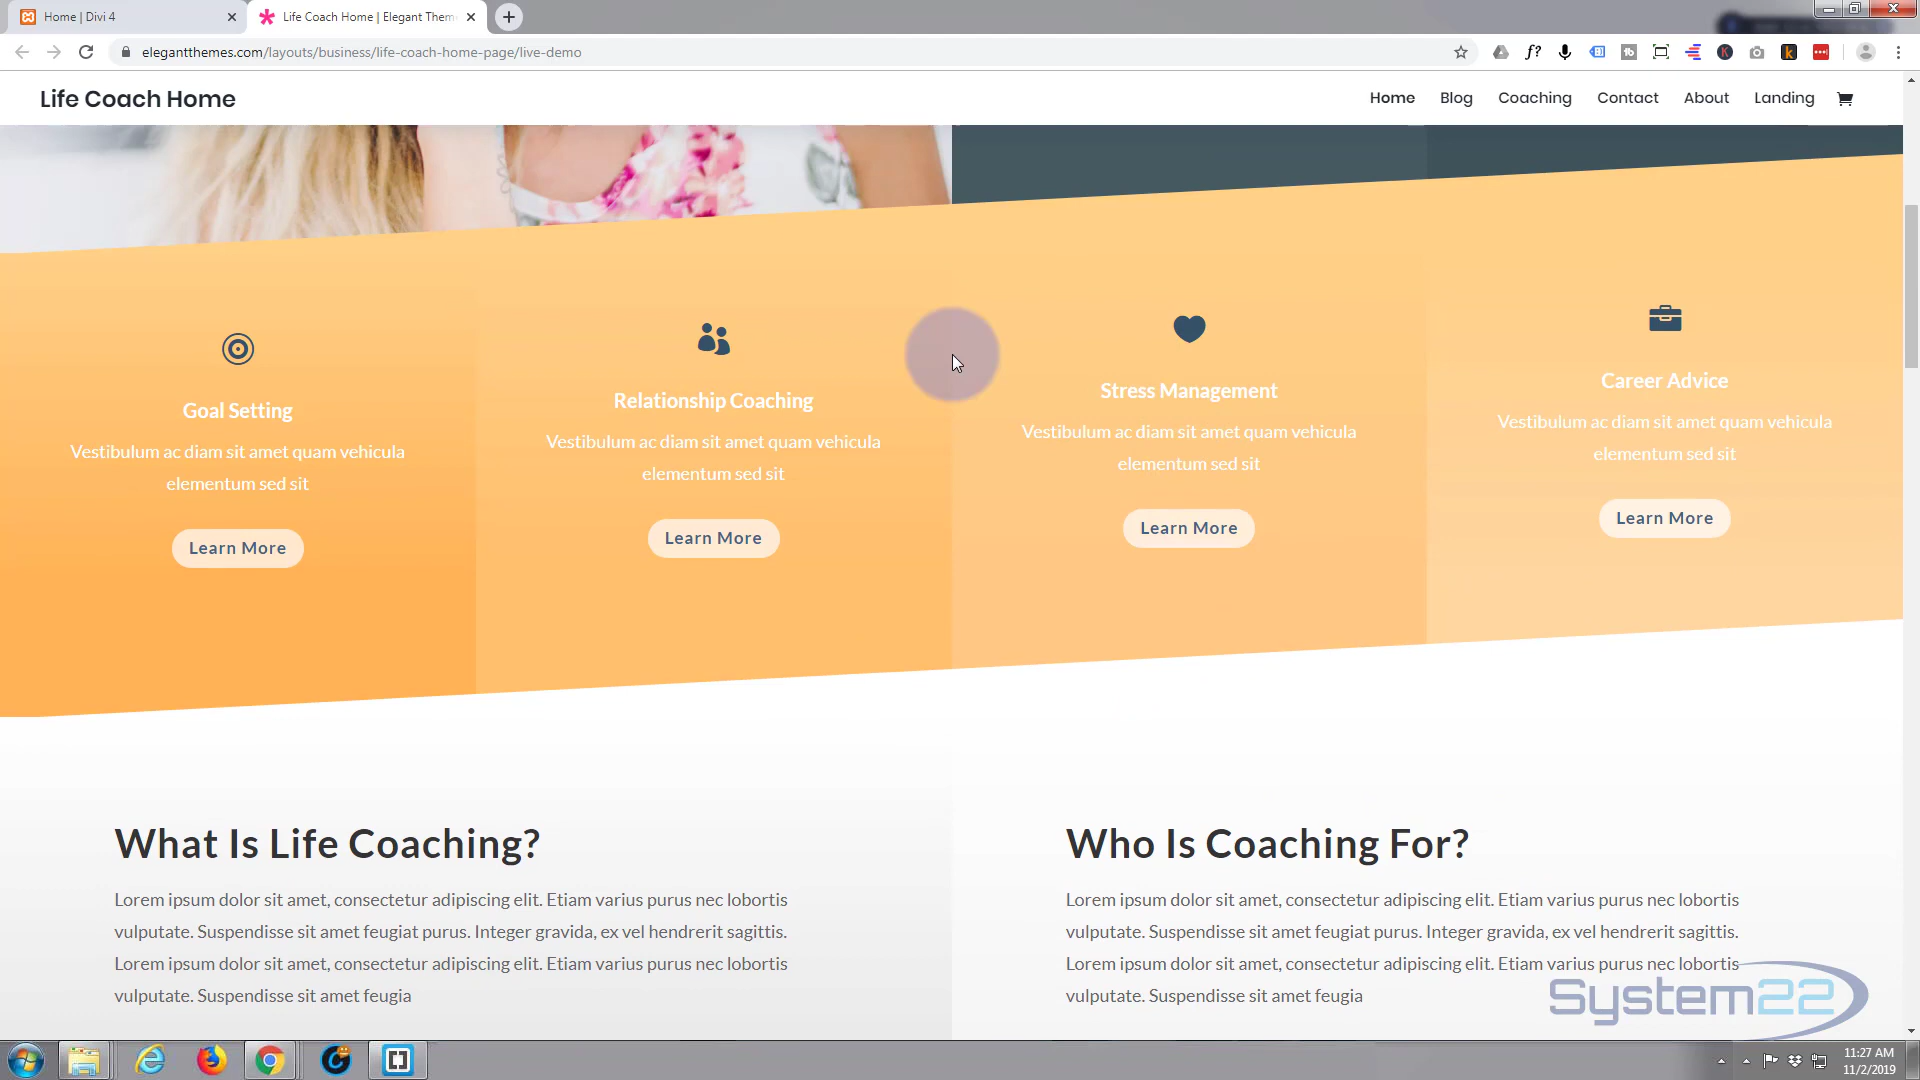 Home | Divi 4
Life Coach Home | Elegant Them
elegantthemes.com/layouts/business/life-coach-home-page/live-demo
Life Coach Home
Home
Blog
Coaching
Contact
About
Landing
Goal Setting
Vestibulum ac diam sit amet quam vehicula
elementum sed sit
Learn More
Relationship Coaching
Vestibulum ac diam sit amet quam vehicula
elementum sed sit
Learn More
Stress Management
Vestibulum ac diam sit amet quam vehicula
elementum sed sit
Learn More
Career Advice
Vestibulum ac diam sit amet quam vehicula
elementum sed sit
Learn More
What Is Life Coaching?
Lorem ipsum dolor sit amet, consectetur adipiscing elit. Etiam varius purus nec lobortis
vulputate. Suspendisse sit amet feugiat purus. Integer gravida, ex vel hendrerit sagittis.
Lorem ipsum dolor sit amet, consectetur adipiscing elit. Etiam varius purus nec lobortis
vulputate. Suspendisse sit amet feugia
Who Is Coaching For?
Lorem ipsum dolor sit amet, consectetur adipiscing elit. Etiam varius purus nec lobortis
vulputate. Suspendisse sit amet feugiat purus. Integer gravida, ex vel hendrerit sagittis.
Lorem ipsum dolor sit amet, consectetur adipiscing elit. Etiam varius purus nec lobortis
vulputate. Suspendisse sit amet feugia
System22
11:27 AM
11/2/2019